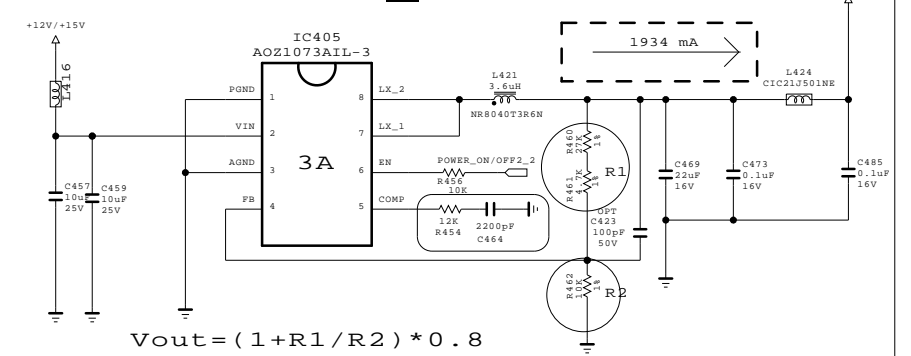 +12V/+15V
L416
IC405
AOZ1073AIL-3
PGND
1
VIN
2
AGND
3
FB
4
3A
8
LX_2
7
LX_1
6
EN
5
COMP
L421
3.6uH
NR8040T3R6N
1934 mA
L424
CIC21J501NE
POWER_ON/OFF2_2
R456
10K
12K
R454
2200pF
C464
R460
27K
1%
R461
4.7K
1%
R1
OPT
C423
100pF
50V
R462
10K
1%
R2
C457
10uF
25V
C459
10uF
25V
C469
22uF
16V
C473
0.1uF
16V
C485
0.1uF
16V
Vout=(1+R1/R2)*0.8